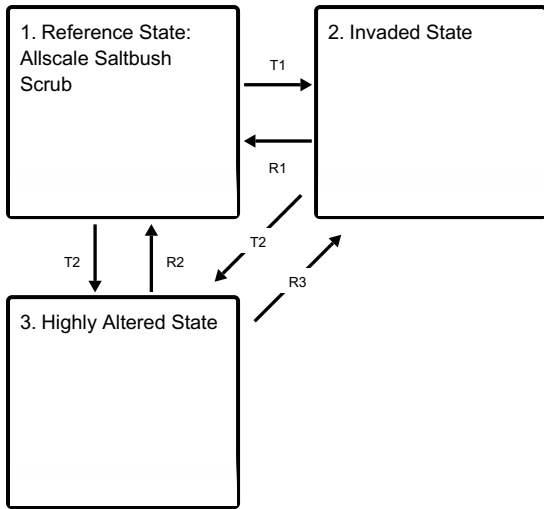 1. Reference State:
Allscale Saltbush
Scrub
2. Invaded State
T1
R1
T2
R2
T2
R3
3. Highly Altered State